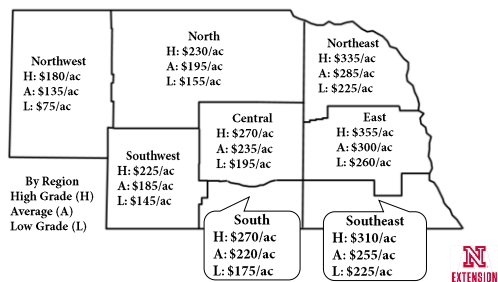 North
H: $230/ac
A: $195/ac
L: $155/ac
Northeast
H: $335/ac
A: $285/ac
L: $225/ac
Northwest
H: $180/ac
A: $135/ac
L: $75/ac
Central
H: $270/ac
A: $235/ac
L: $195/ac
East
H: $355/ac
A: $300/ac
L: $260/ac
Southwest
H: $225/ac
A: $185/ac
L: $145/ac
By Region
High Grade (H)
Average (A)
Low Grade (L)
South
H: $270/ac
A: $220/ac
L: $175/ac
Southeast
H: $310/ac
A: $255/ac
L: $225/ac
N
EXTENSION